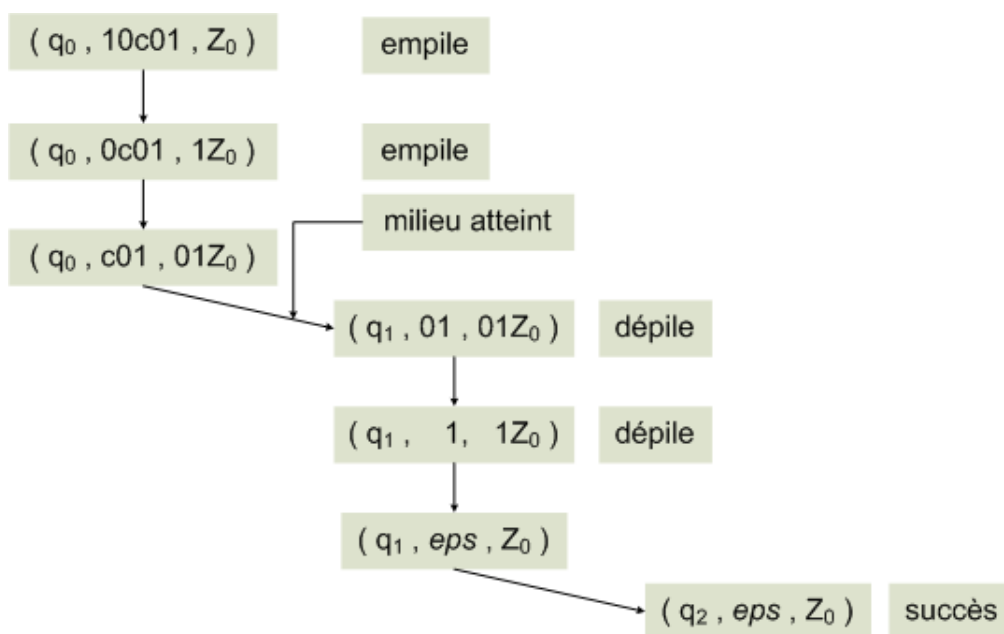 ( q₀ , 10c01 , Z₀ ) empile
( q₀ , 0c01 , 1Z₀ ) empile
milieu atteint
( q₀ , c01 , 01Z₀ )
( q₁ , 01 , 01Z₀ ) dépile
( q₁ , 1, 1Z₀ ) dépile
( q₁ , eps , Z₀ )
( q₂ , eps , Z₀ ) succès